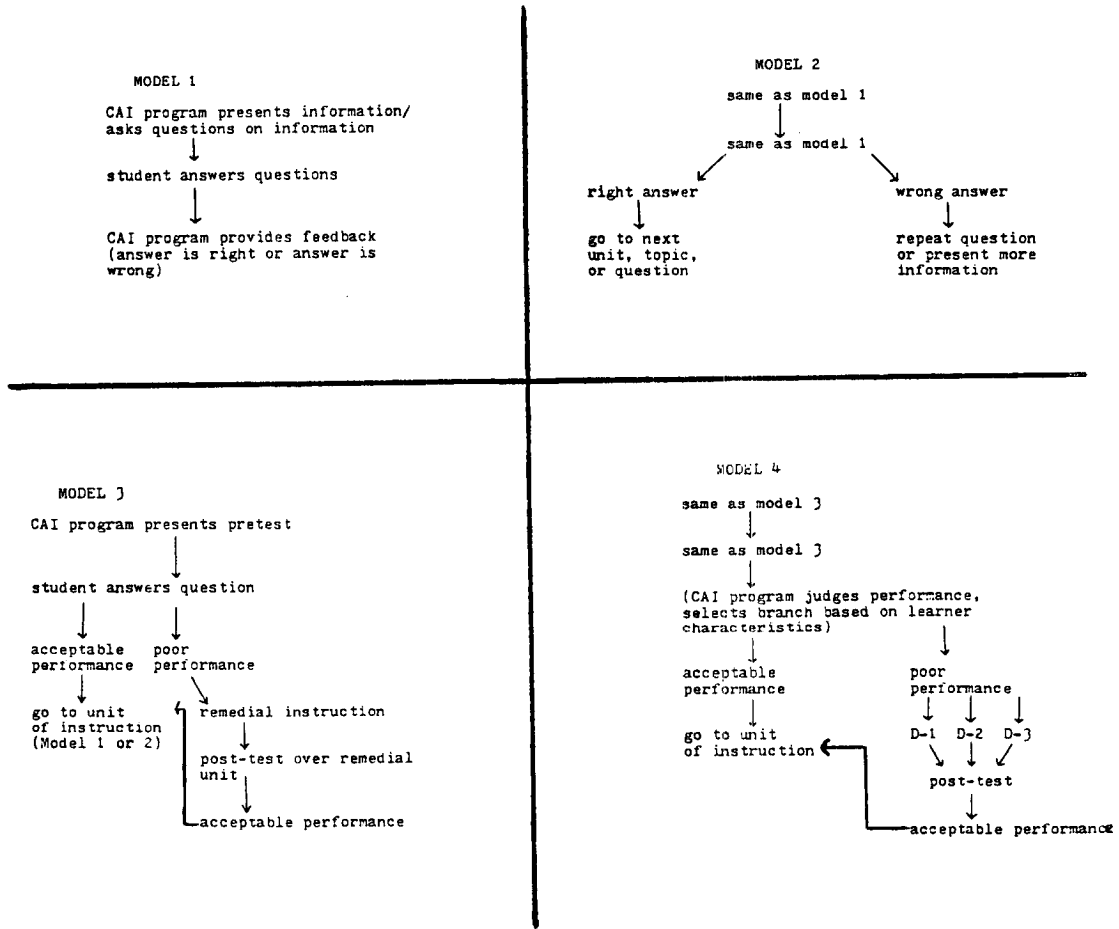 MODEL 1
CAI program presents information/
asks questions on information
student answers questions
CAI program provides feedback
(answer is right or answer is
wrong)
MODEL 2
same as model 1
same as model 1
right answer
wrong answer
go to next
unit, topic,
or question
repeat question
or present more
information
MODEL 3
CAI program presents pretest
student answers question
acceptable
performance
poor
performance
go to unit
of instruction
(Model 1 or 2)
remedial instruction
post-test over remedial
unit
acceptable performance
MODEL 4
same as model 3
same as model 3
(CAI program judges performance,
selects branch based on learner
characteristics)
acceptable
performance
poor
performance
go to unit
of instruction
D-1 D-2 D-3
post-test
acceptable performance